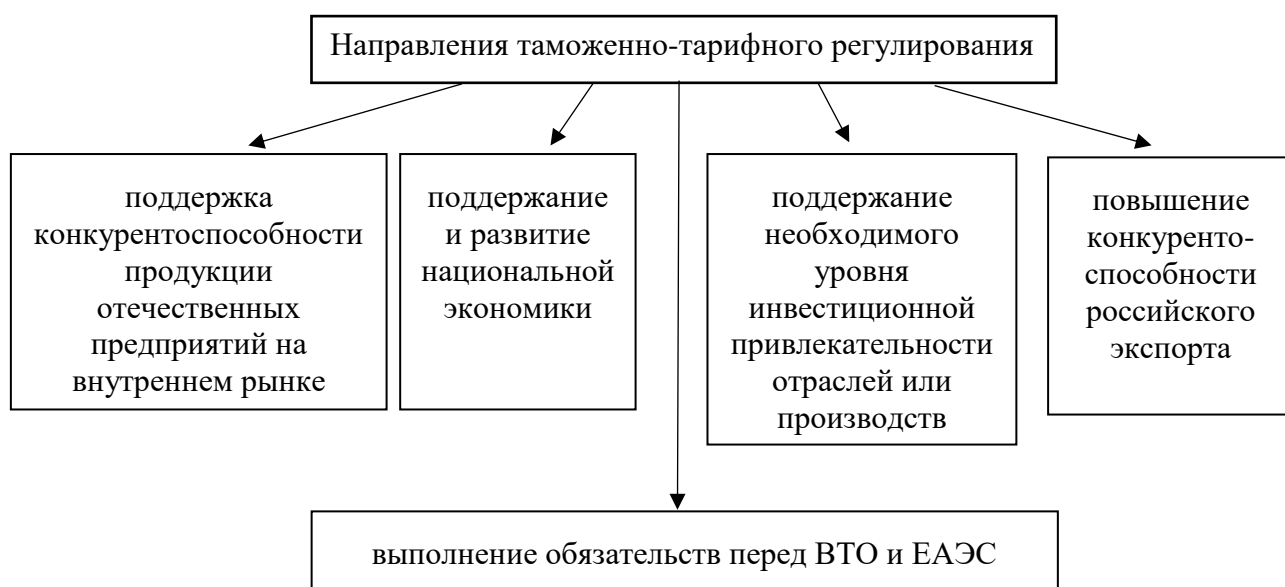 Направления таможенно-тарифного регулирования
поддержка
конкурентоспособности
продукции
отечественных
предприятий на
внутреннем рынке
поддержание
и развитие
национальной
экономики
поддержание
необходимого
уровня
инвестиционной
привлекательности
отраслей или
производств
повышение
конкуренто-
способности
российского
экспорта
выполнение обязательств перед ВТО и ЕАЭС